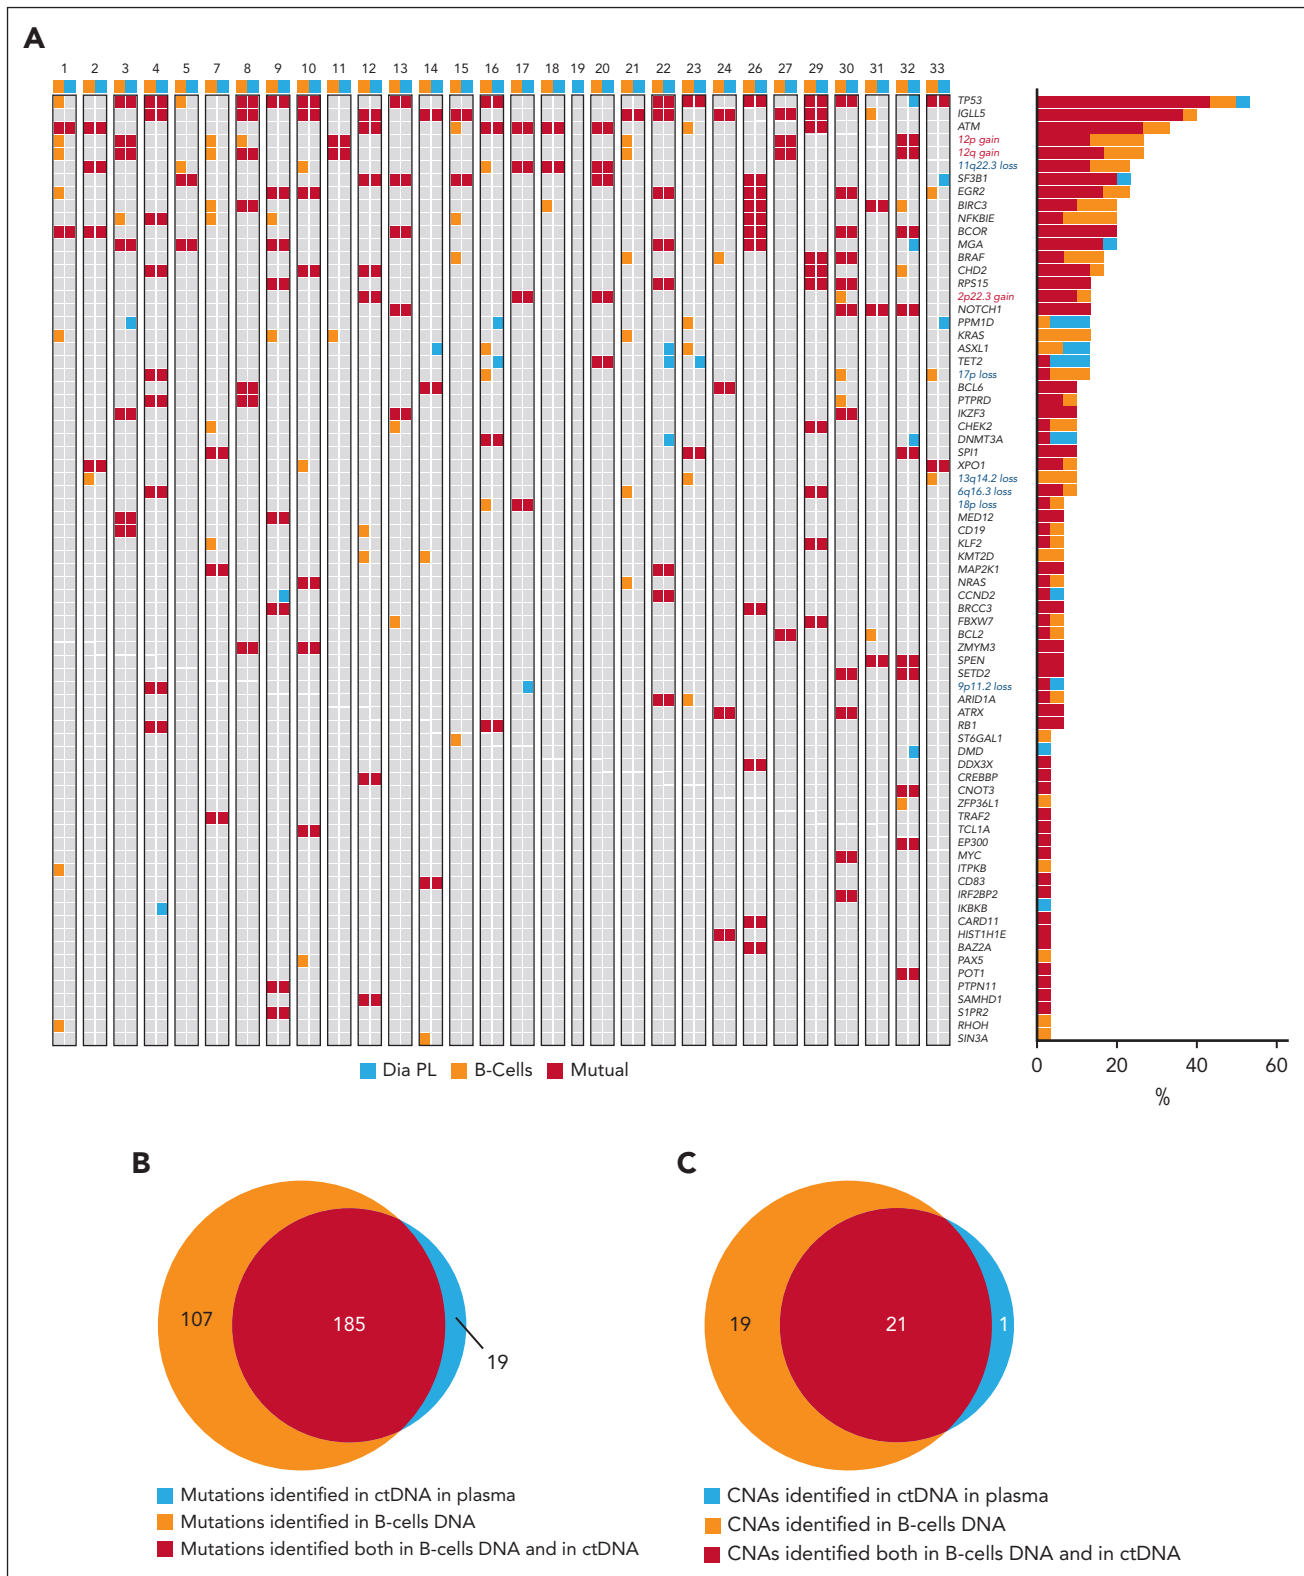 A
1 2 3 4 5 7 8 9 10 11 12 13 14 15 16 17 18 19 20 21 22 23 24 26 27 29 30 31 32 33
TP53
IGLL5
ATM
12p gain
12q gain
11q22.3 loss
SF3B1
EGR2
BIRC3
NFKBIE
BCOR
MGA
BRAF
CHD2
RPS15
2p22.3 gain
NOTCH1
PPM1D
KRAS
ASXL1
TET2
17p loss
BCL6
PTPRD
IKZF3
CHEK2
DNMT3A
SPI1
XPO1
13q14.2 loss
6q16.3 loss
18p loss
MED12
CD19
KLF2
KMT2D
MAP2K1
NRAS
CCND2
BRCC3
FBXW7
BCL2
ZMYM3
SPEN
SETD2
9p11.2 loss
ARID1A
ATRX
RB1
ST6GAL1
DMD
DDX3X
CREBBP
CNOT3
ZFP36L1
TRAF2
TCL1A
EP300
MYC
ITPKB
CD83
IRF2BP2
IKBKB
CARD11
HIST1H1E
BAZ2A
PAX5
POT1
PTPN11
SAMHD1
S1PR2
RHOH
SIN3A
0 20 40 60
%
Dia PL B-Cells Mutual
B
107 185 19
Mutations identified in ctDNA in plasma
Mutations identified in B-cells DNA
Mutations identified both in B-cells DNA and in ctDNA
C
19 21 1
CNAs identified in ctDNA in plasma
CNAs identified in B-cells DNA
CNAs identified both in B-cells DNA and in ctDNA